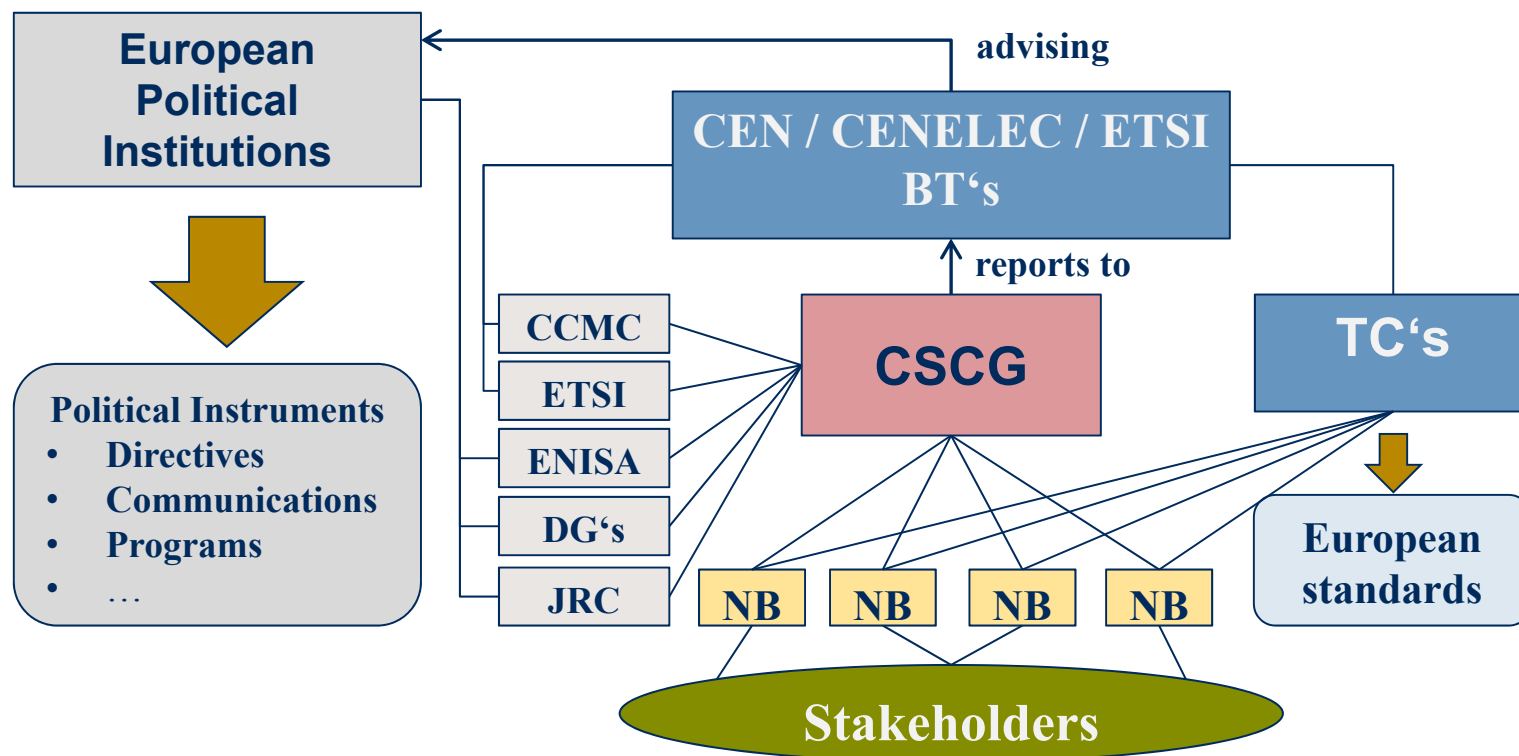 European
Political
Institutions
advising
CEN / CENELEC / ETSI
BT‘s
reports to
CCMC
ETSI
ENISA
DG‘s
JRC
CSCG
TC‘s
Political Instruments
• Directives
• Communications
• Programs
• …
NB NB NB NB
European
standards
Stakeholders